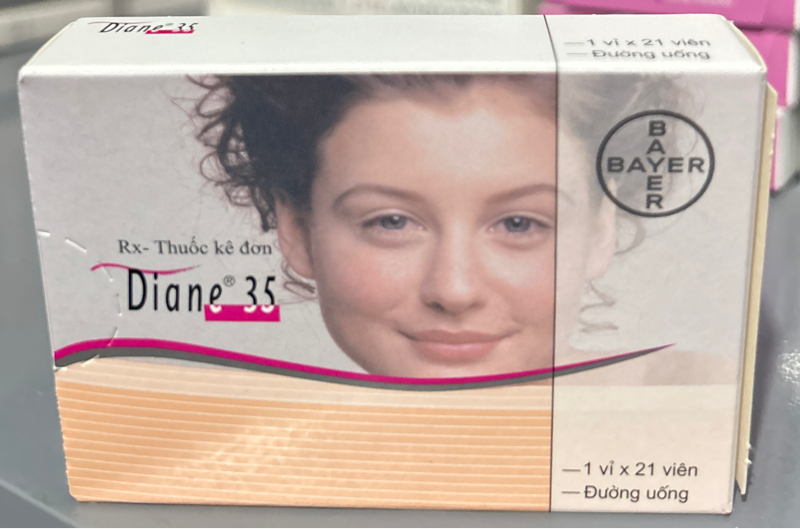 Diane® 35
—1 vỉ x 21 viên
—Đường uống
BAYER
BAYER
Rx- Thuốc kê đơn
Diane® 35
—1 vỉ x 21 viên
—Đường uống